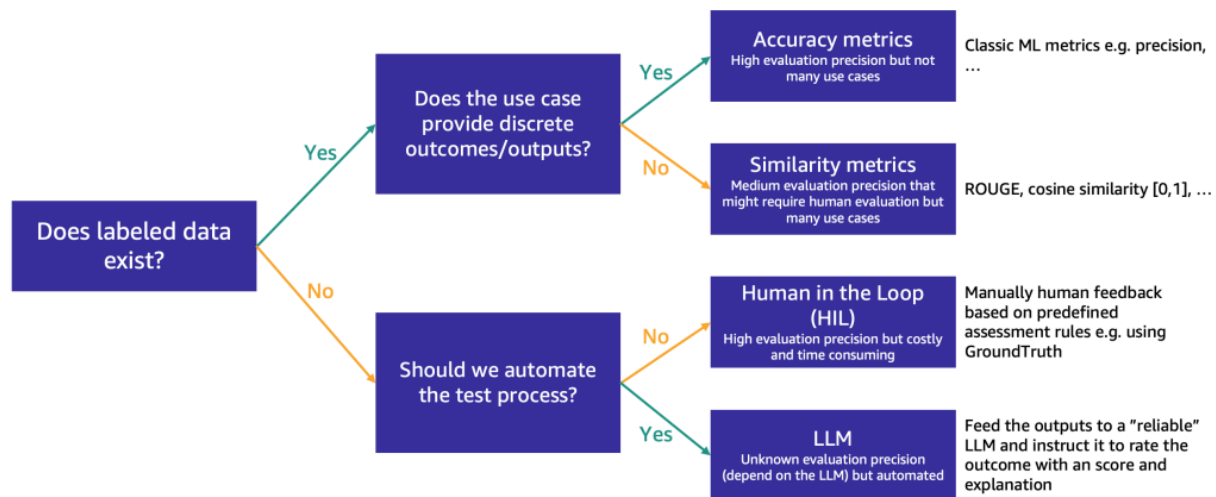 Does labeled data
exist?
Yes
No
Does the use case
provide discrete
outcomes/outputs?
Yes
No
Accuracy metrics
High evaluation precision but not
many use cases
Classic ML metrics e.g. precision,
…
Similarity metrics
Medium evaluation precision that
might require human evaluation but
many use cases
ROUGE, cosine similarity [0,1], …
Should we automate
the test process?
No
Yes
Human in the Loop
(HIL)
High evaluation precision but costly
and time consuming
Manually human feedback
based on predefined
assessment rules e.g. using
GroundTruth
LLM
Unknown evaluation precision
(depend on the LLM) but automated
Feed the outputs to a ”reliable”
LLM and instruct it to rate the
outcome with an score and
explanation